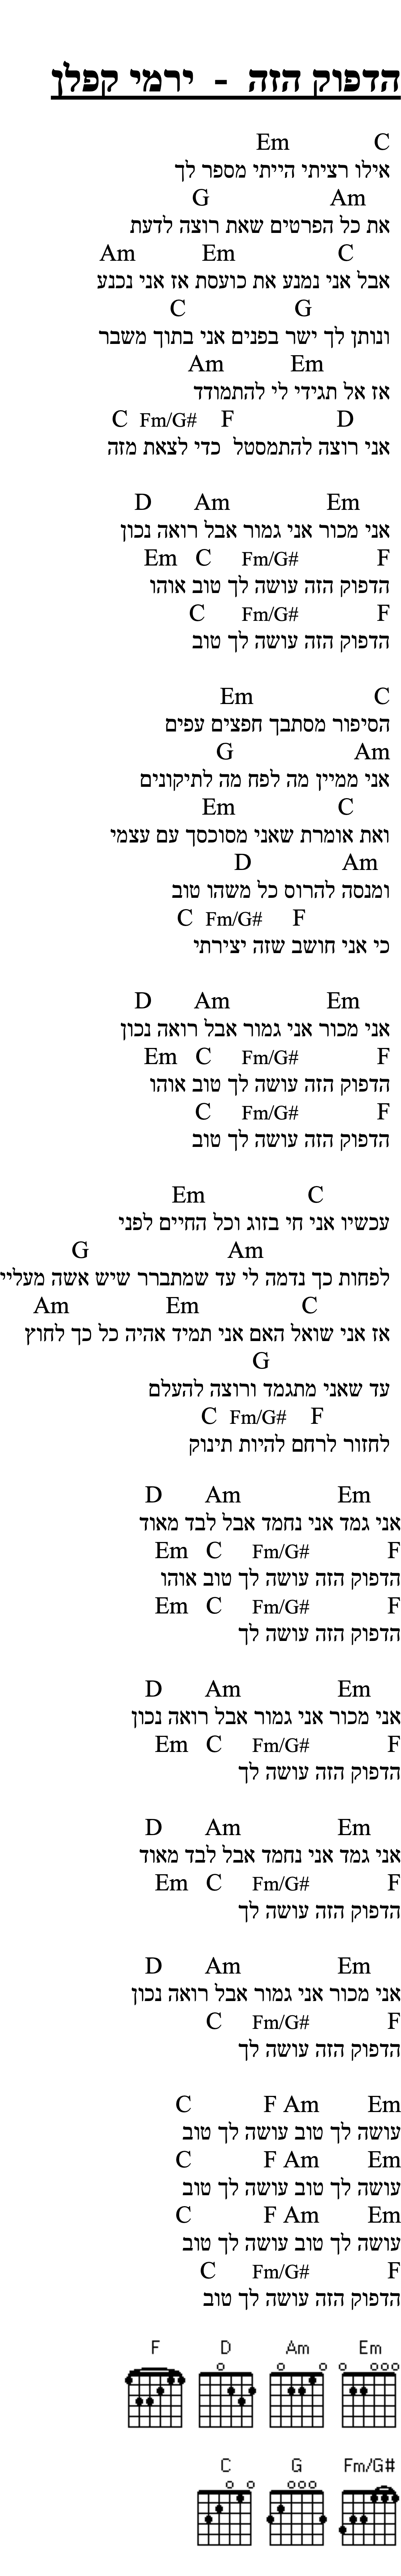 הדפוק הזה - ירמי קפלן
Em C
אילו רציתי הייתי מספר לך
G Am
את כל הפרטים שאת רוצה לדעת
Am Em C
אבל אני נמנע את כועסת אז אני נכנע
C G
ונותן לך ישר בפנים אני בתוך משבר
Am Em
אז אל תגידי לי להתמודד
C Fm/G# F D
אני רוצה להתמסטל כדי לצאת מזה
D Am Em
אני מכור אני גמור אבל רואה נכון
Em C Fm/G# F
הדפוק הזה עושה לך טוב אוהו
C Fm/G# F
הדפוק הזה עושה לך טוב
Em C
הסיפור מסתבך חפצים עפים
G Am
אני ממיין מה לפח מה לתיקונים
Em C
ואת אומרת שאני מסוכסך עם עצמי
D Am
ומנסה להרוס כל משהו טוב
C Fm/G# F
כי אני חושב שזה יצירתי
D Am Em
אני מכור אני גמור אבל רואה נכון
Em C Fm/G# F
הדפוק הזה עושה לך טוב אוהו
C Fm/G# F
הדפוק הזה עושה לך טוב
Em C
עכשיו אני חי בזוג וכל החיים לפני
G Am
לפחות כך נדמה לי עד שמתברר שיש אשה מעליי
Am Em C
אז אני שואל האם אני תמיד אהיה כל כך לחוץ
G
עד שאני מתגמד ורוצה להעלם
C Fm/G# F
לחזור לרחם להיות תינוק
D Am Em
אני גמד אני נחמד אבל לבד מאוד
Em C Fm/G# F
הדפוק הזה עושה לך טוב אוהו
Em C Fm/G# F
הדפוק הזה עושה לך
D Am Em
אני מכור אני גמור אבל רואה נכון
Em C Fm/G# F
הדפוק הזה עושה לך
D Am Em
אני גמד אני נחמד אבל לבד מאוד
Em C Fm/G# F
הדפוק הזה עושה לך
D Am Em
אני מכור אני גמור אבל רואה נכון
C Fm/G# F
הדפוק הזה עושה לך
C F Am Em
עושה לך טוב עושה לך טוב
C F Am Em
עושה לך טוב עושה לך טוב
C F Am Em
עושה לך טוב עושה לך טוב
C Fm/G# F
הדפוק הזה עושה לך טוב
F D Am Em
C G Fm/G#